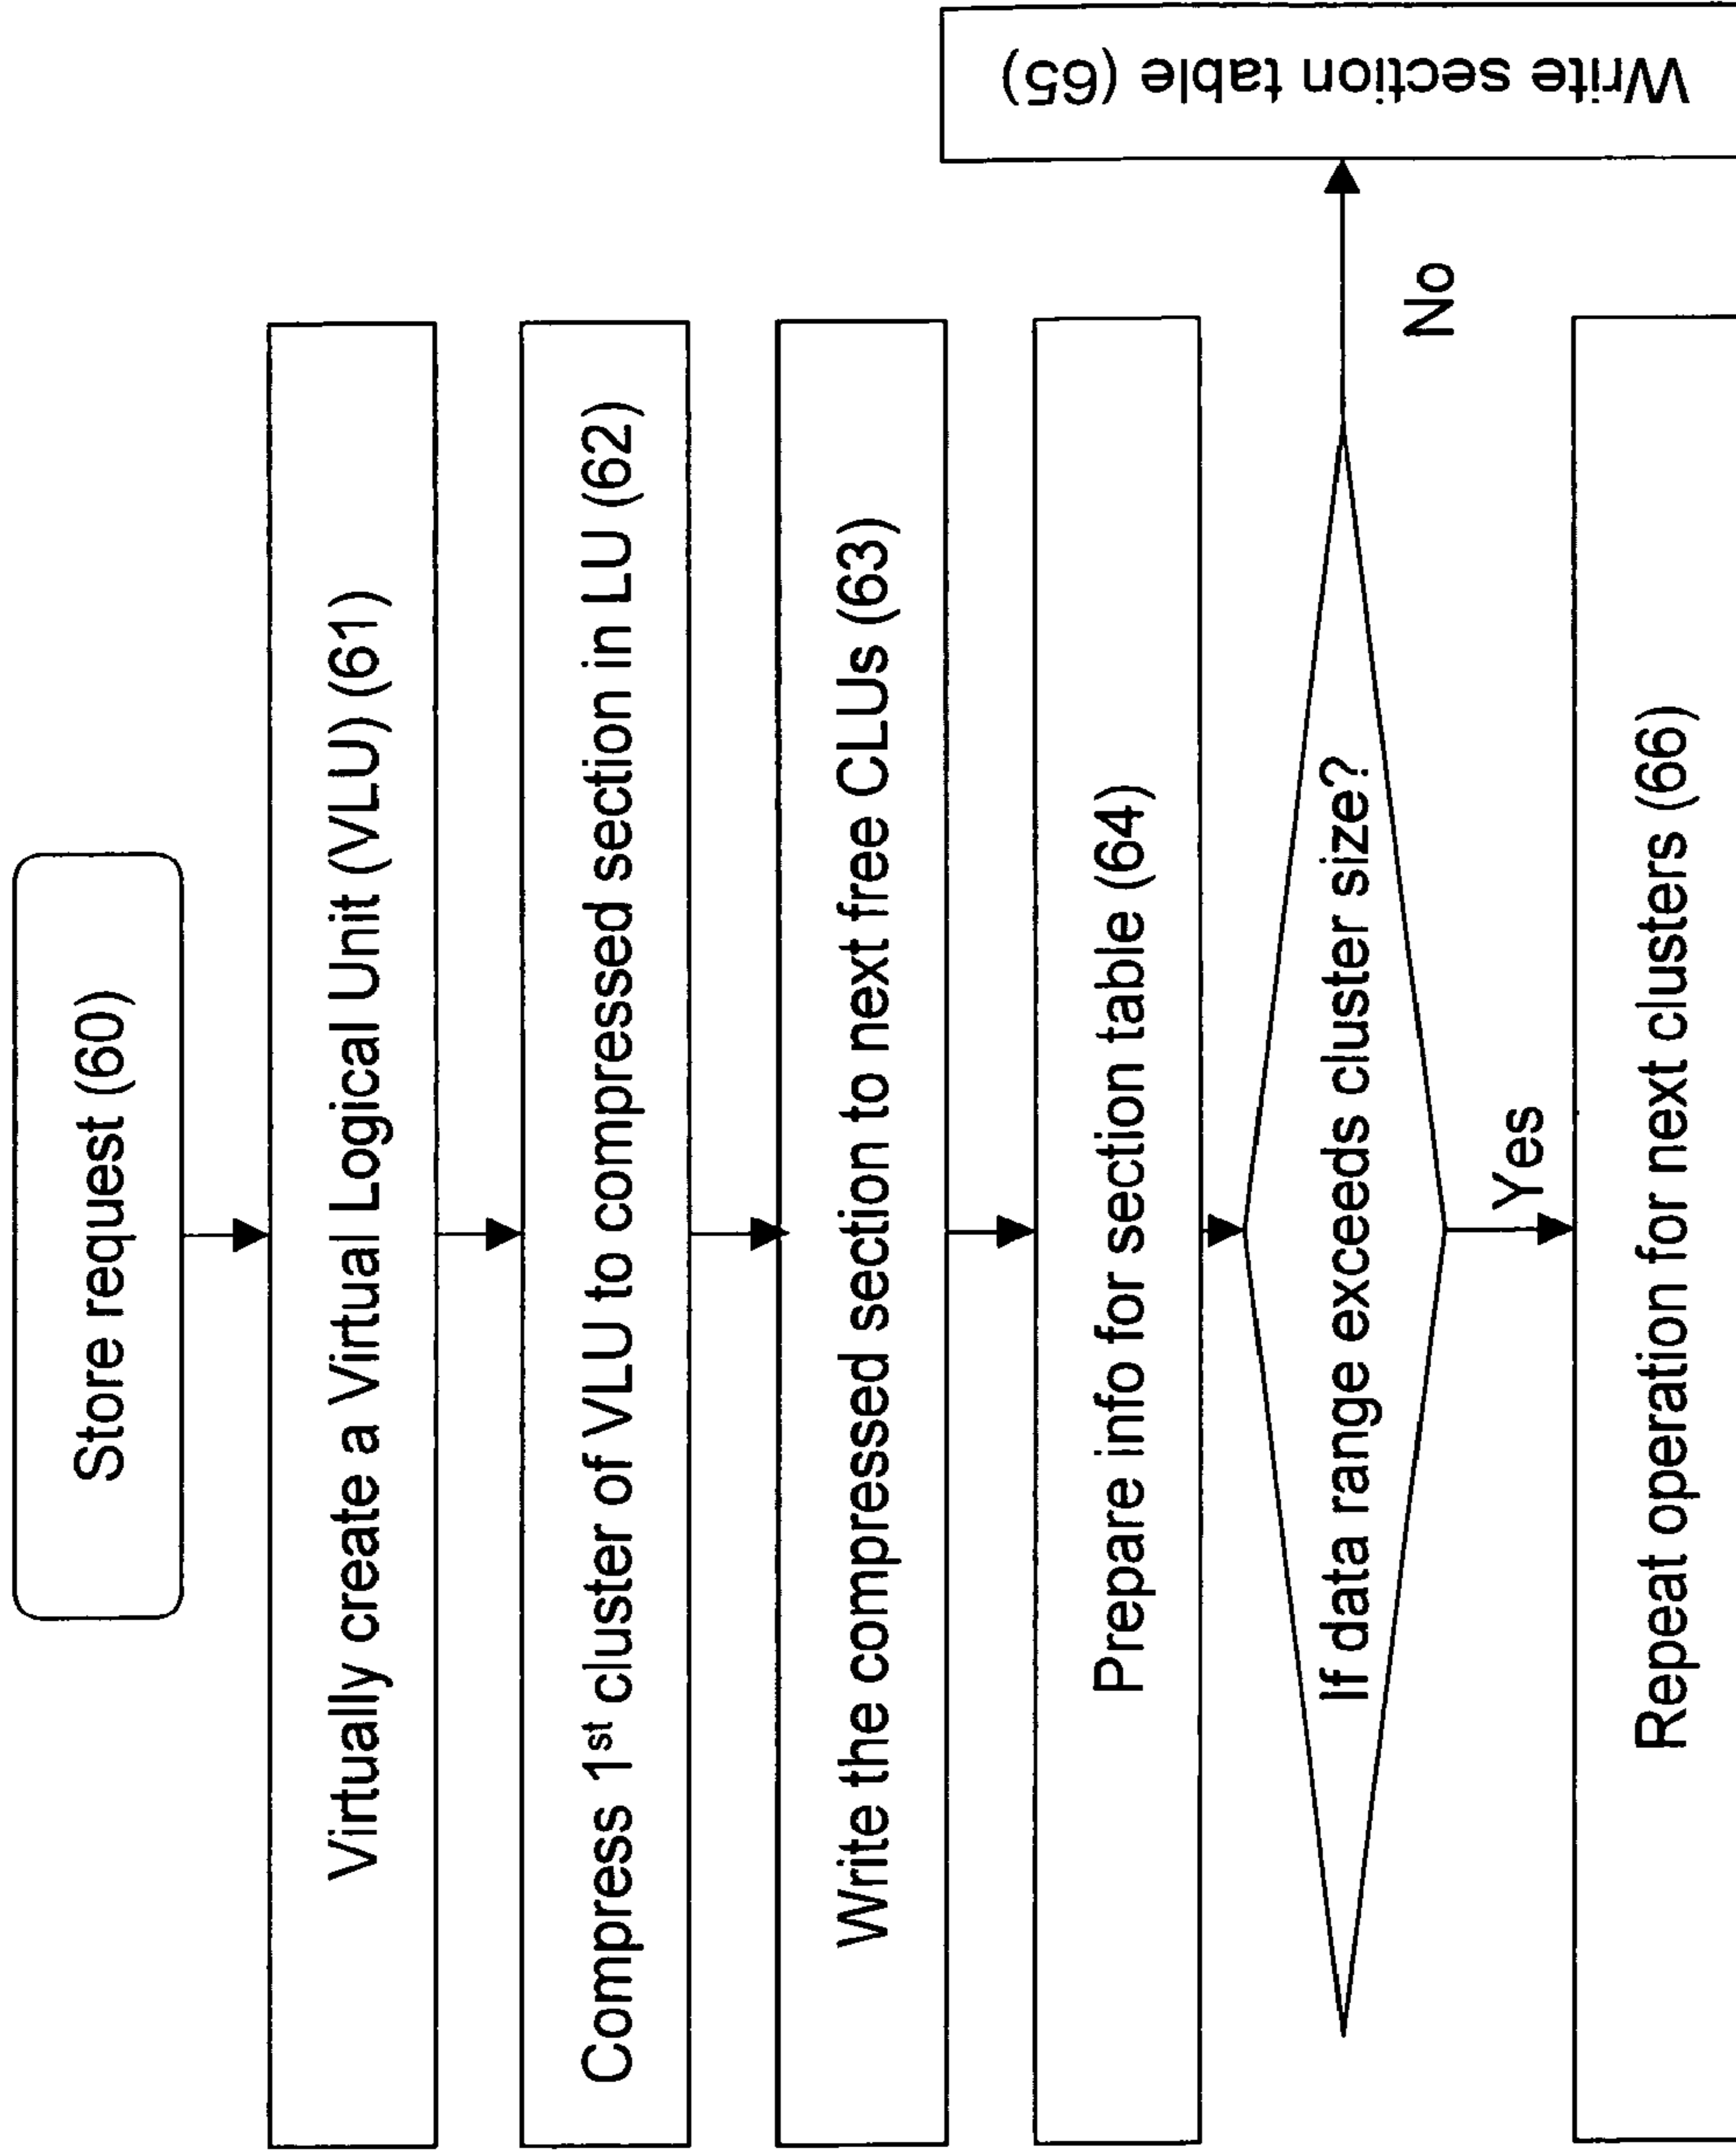 Store request (60)
Virtually create a Virtual Logical Unit (VLU) (61)
Compress 1st cluster of VLU to compressed section in LU (62)
Write the compressed section to next free CLUs (63)
Prepare info for section table (64)
If data range exceeds cluster size?
No
Write section table (65)
Yes
Repeat operation for next clusters (66)